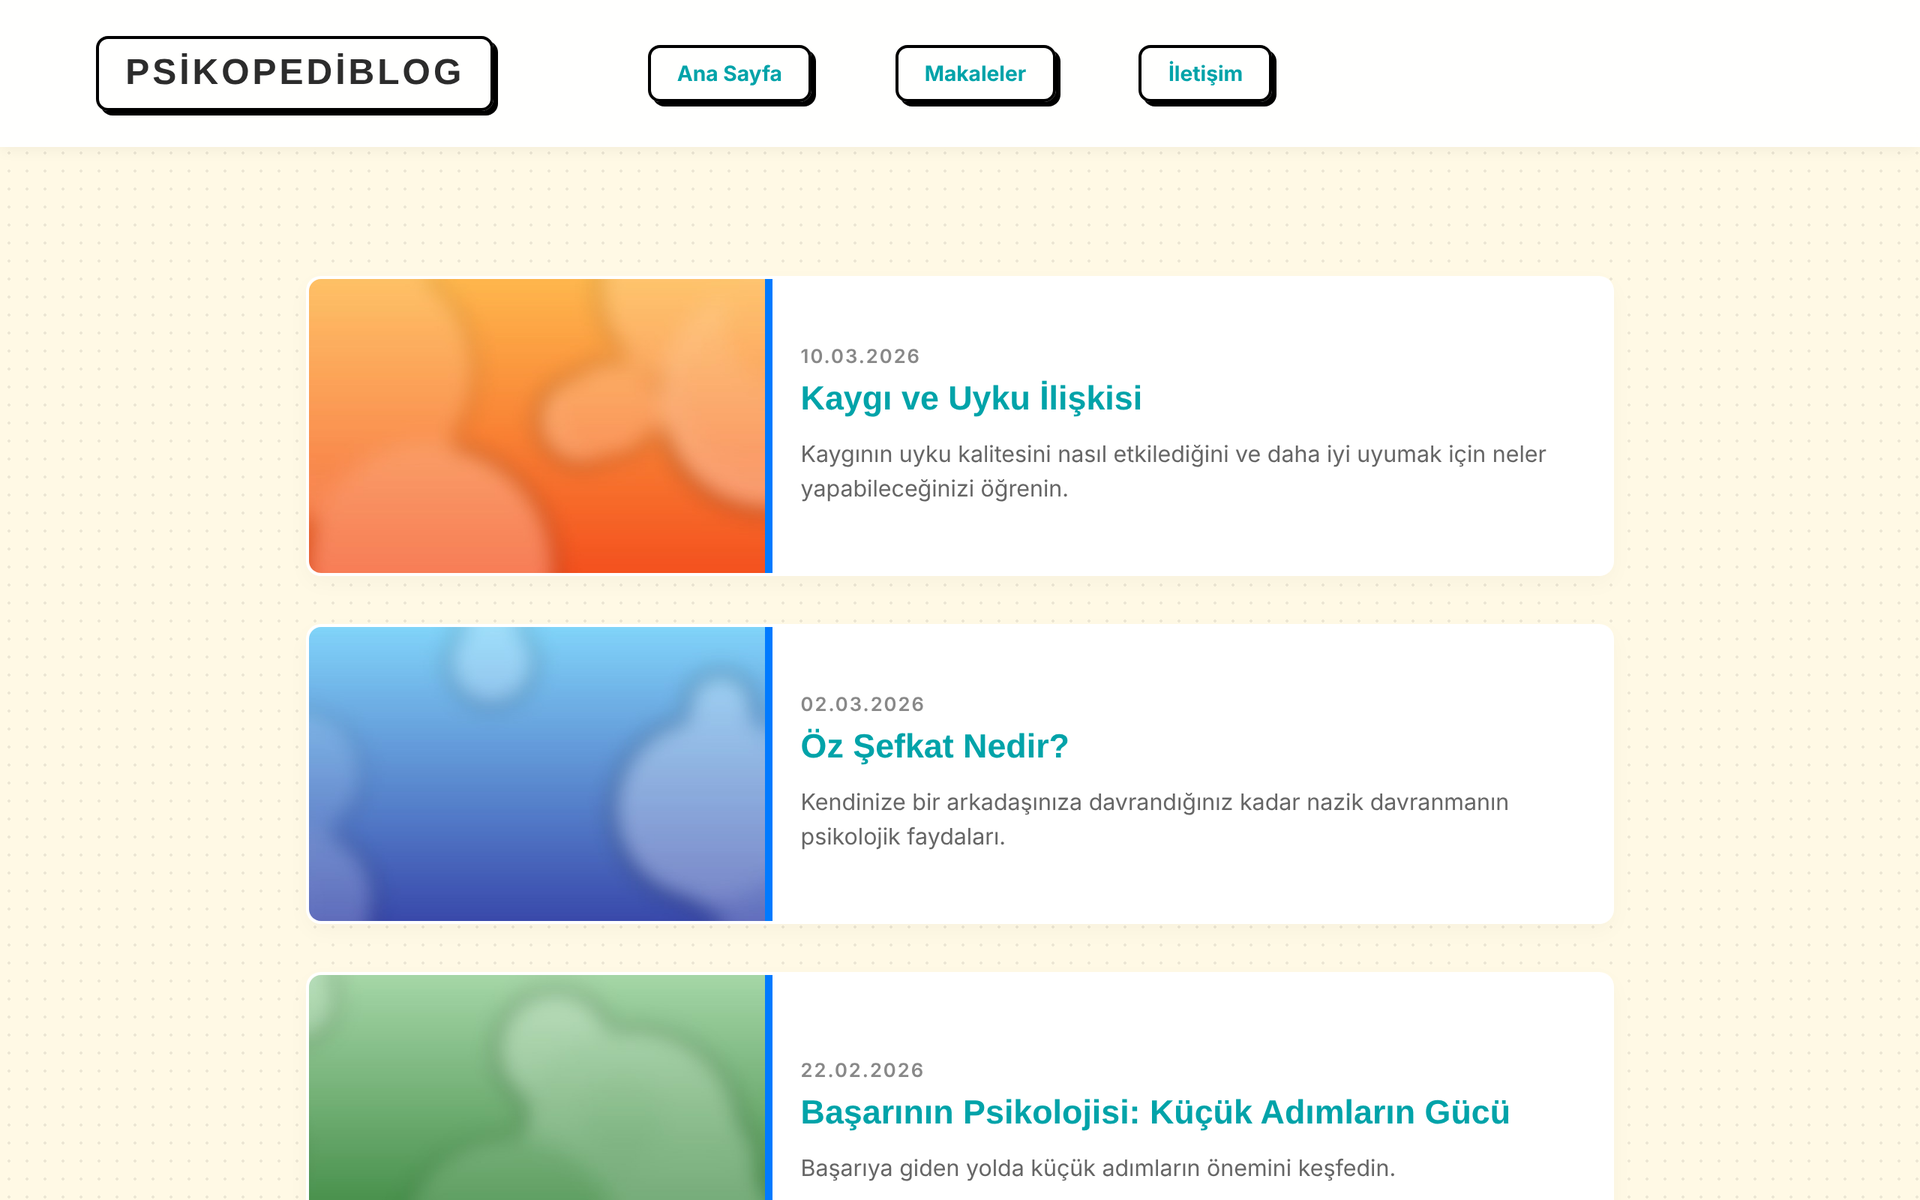 PSİKOPEDİBLOG
Ana Sayfa
Makaleler
İletişim
10.03.2026
Kaygı ve Uyku İlişkisi
Kaygının uyku kalitesini nasıl etkilediğini ve daha iyi uyumak için neler
yapabileceğinizi öğrenin.
02.03.2026
Öz Şefkat Nedir?
Kendinize bir arkadaşınıza davrandığınız kadar nazik davranmanın
psikolojik faydaları.
22.02.2026
Başarının Psikolojisi: Küçük Adımların Gücü
Başarıya giden yolda küçük adımların önemini keşfedin.